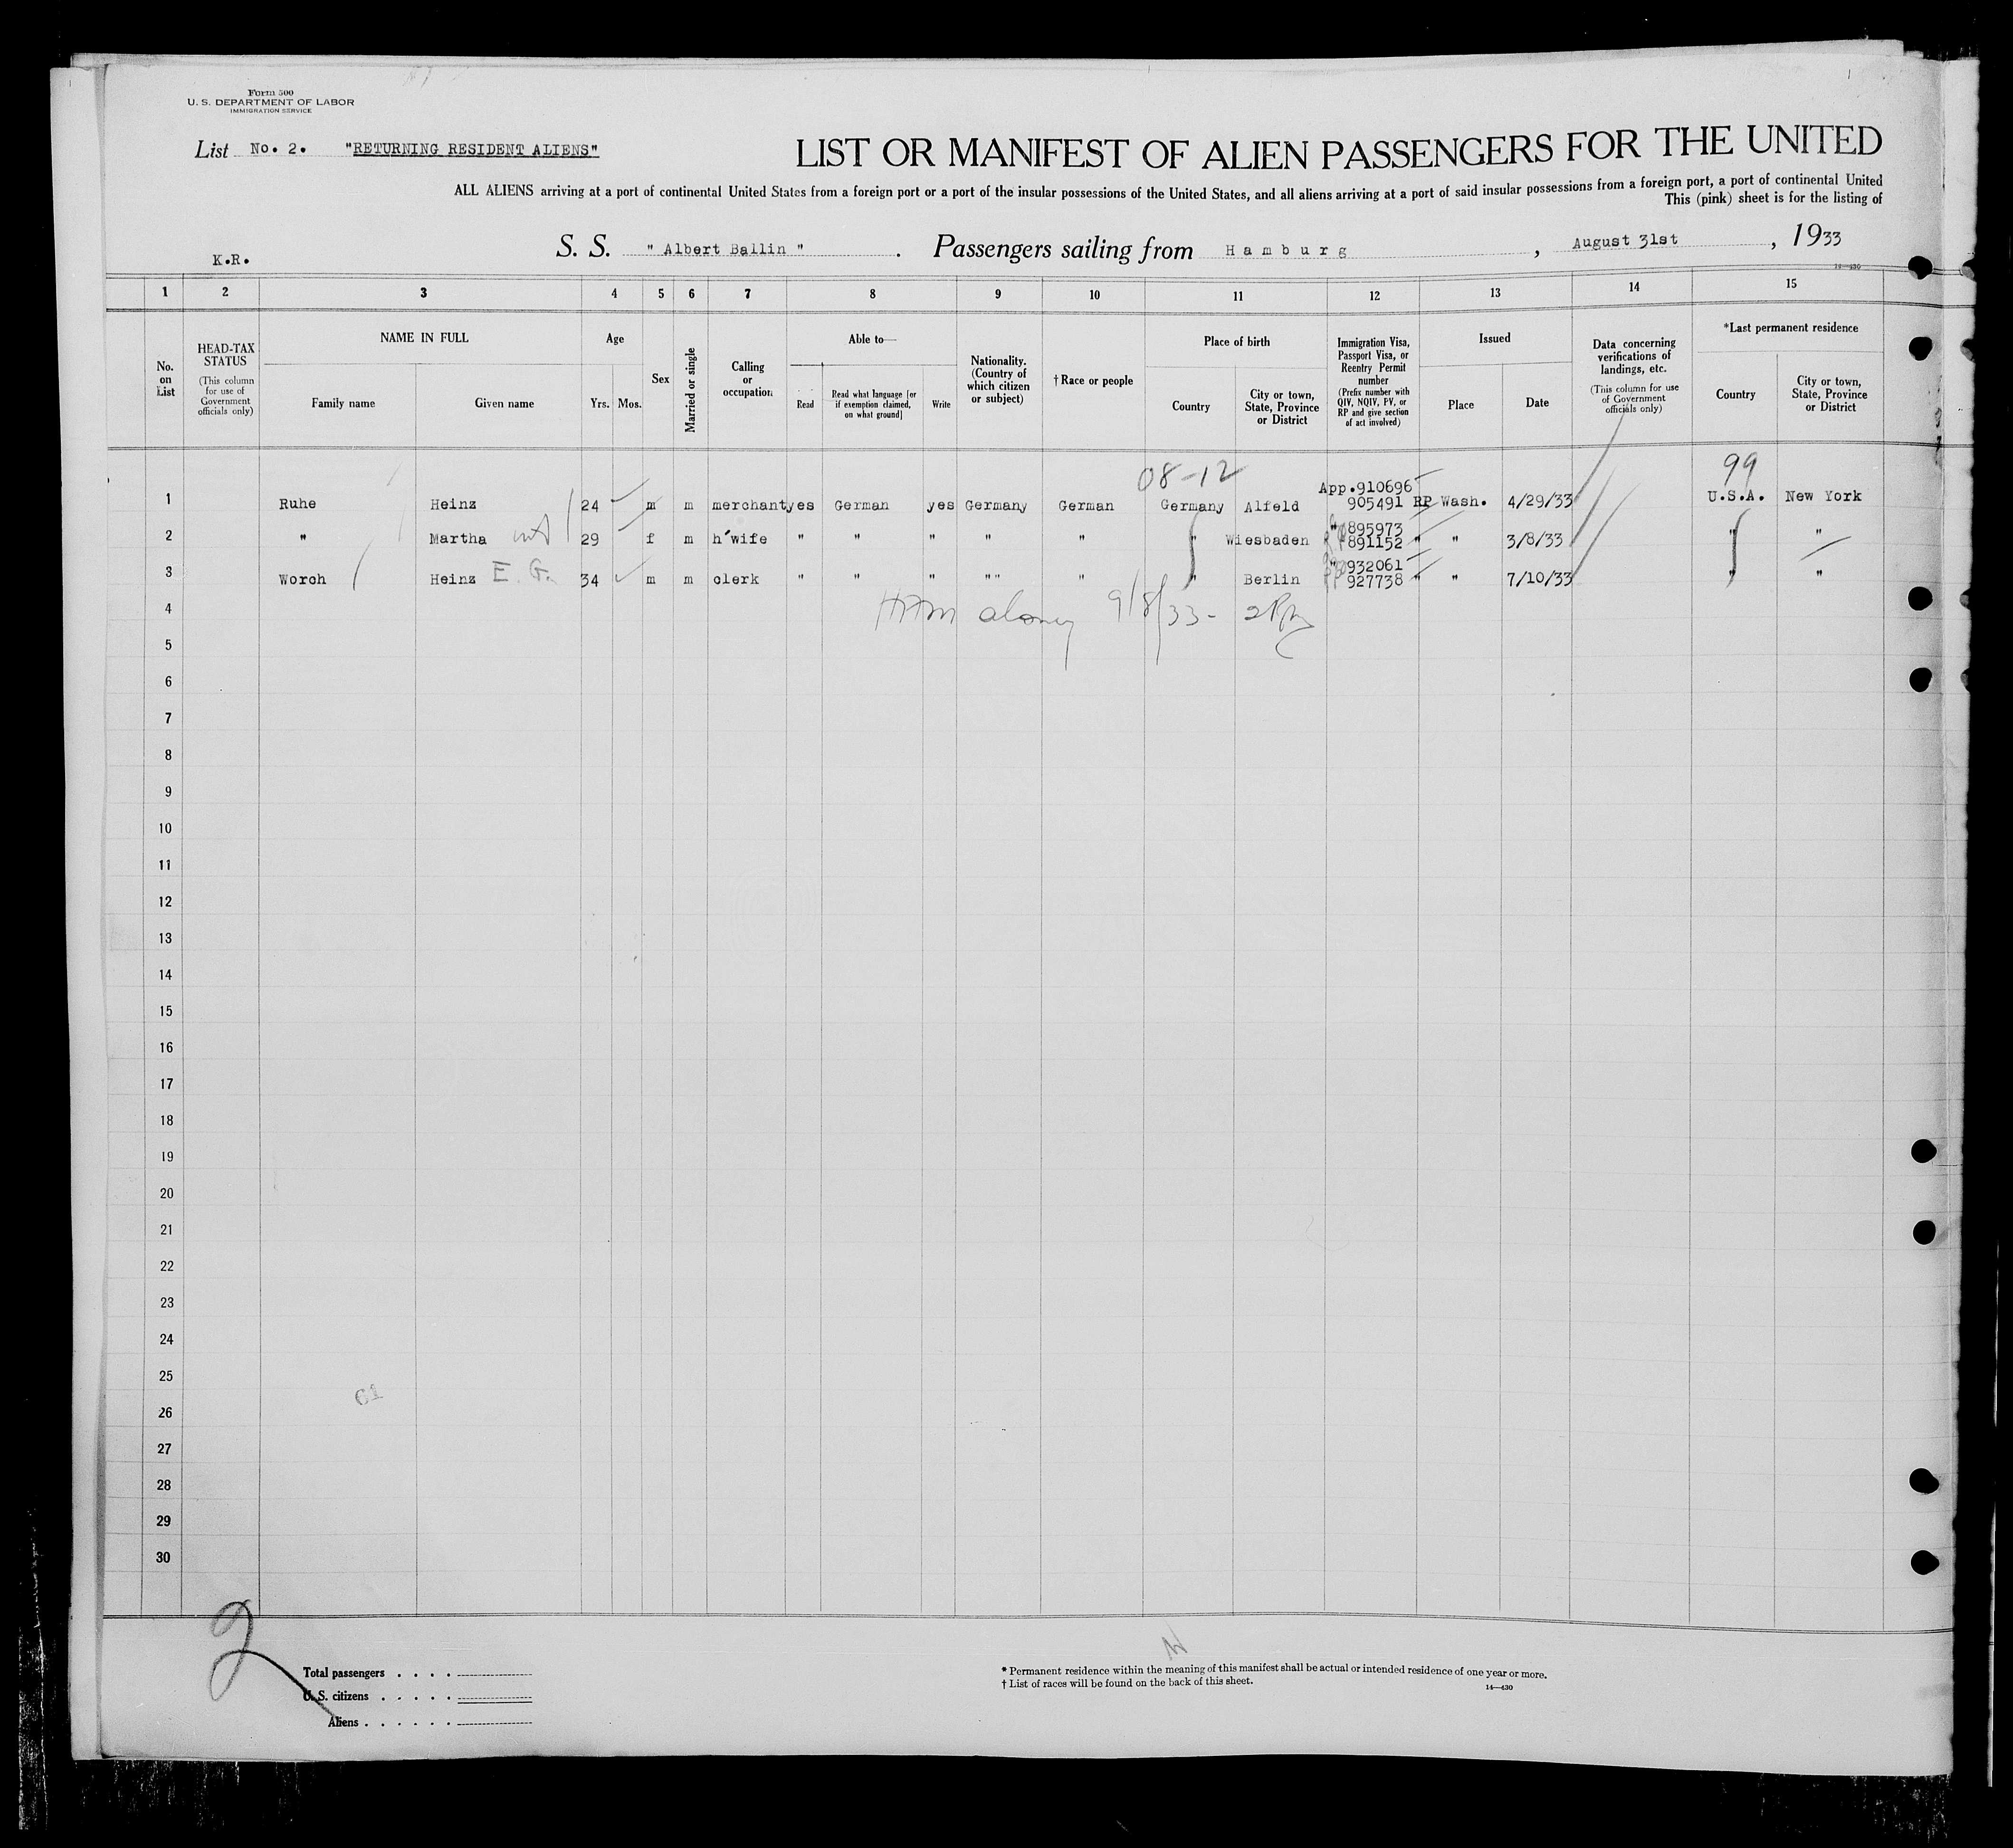 Form 500
U. S. DEPARTMENT OF LABOR
IMMIGRATION SERVICE
List No. 2. "RETURNING RESIDENT ALIENS"
LIST OR MANIFEST OF ALIEN PASSENGERS FOR THE UNITED
ALL ALIENS arriving at a port of continental United States from a foreign port or a port of the insular possessions of the United States, and all aliens arriving at a port of said insular possessions from a foreign port, a port of continental United
This (pink) sheet is for the listing of
K.R. S. S. " Albert Ballin " . Passengers sailing from Hamburg , August 31st , 1933
14—430
1 2 3 4 5 6 7 8 9 10 11 12 13 14 15
No. on List
HEAD-TAX STATUS (This column for use of Government officials only)
NAME IN FULL
Family name Given name
Age
Yrs. Mos.
Sex
Married or single
Calling or occupation
Able to—
Read Read what language [or if exemption claimed, on what ground] Write
Nationality. (Country of which citizen or subject)
† Race or people
Place of birth
Country City or town, State, Province or District
Immigration Visa, Passport Visa, or Reentry Permit number (Prefix number with QIV, NQIV, PV, or RP and give section of act involved)
Issued
Place Date
Data concerning verifications of landings, etc. (This column for use of Government officials only)
*Last permanent residence
Country City or town, State, Province or District
08-12 99
App.910696
1 Ruhe Heinz 24 m m merchant yes German yes Germany German Germany Alfeld 905491 RP Wash. 4/29/33 U.S.A. New York
" 895973
2 " Martha 29 f m h'wife " " " " " " Wiesbaden 891152 " " 3/8/33 " "
" 932061
3 Worch Heinz E. G. 34 m m clerk " " " "" " " Berlin 927738 " " 7/10/33 " "
4 9/8/33-
5
6
7
8
9
10
11
12
13
14
15
16
17
18
19
20
21
22
23
24
25
26
27
28
29
30
2
Total passengers . . . .
U. S. citizens . . . . .
Aliens . . . . . .
* Permanent residence within the meaning of this manifest shall be actual or intended residence of one year or more.
† List of races will be found on the back of this sheet.
14—430